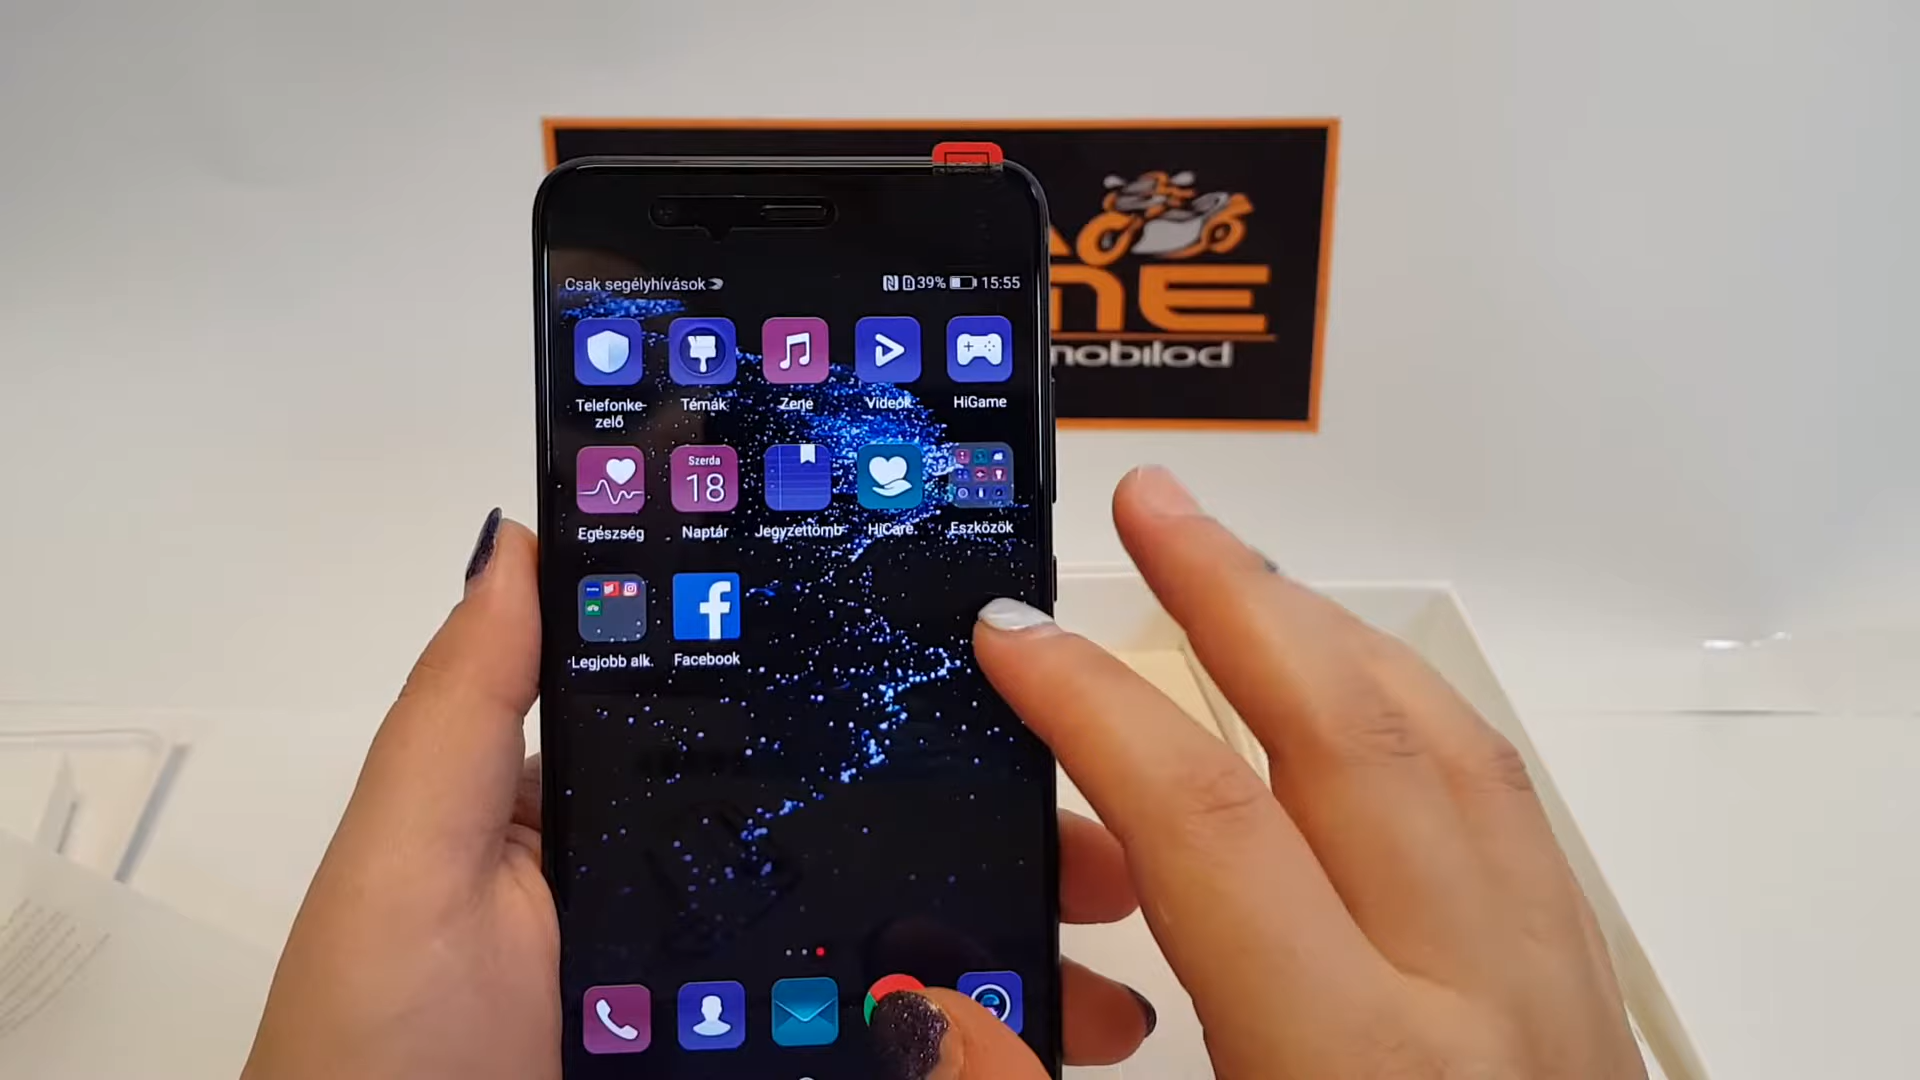 Csak segélyhívások
39% 15:55
Telefonke-
zelő
Témák
Zene
Videók
HiGame
Szerda
18
Egészség
Naptár
Jegyzettömb
HiCare
Eszközök
Legjobb alk.
Facebook
mobilod